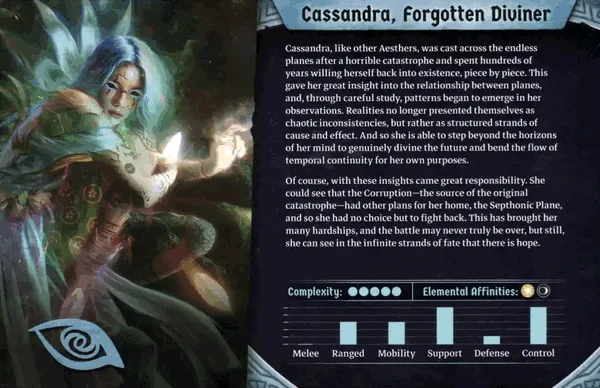 Cassandra, Forgotten Diviner
Cassandra, like other Aesthers, was cast across the endless
planes after a horrible catastrophe and spent hundreds of
years willing herself back into existence, piece by piece. This
gave her great insight into the relationship between planes,
and, through careful study, patterns began to emerge in her
observations. Realities no longer presented themselves as
chaotic inconsistencies, but rather as structured strands of
cause and effect. And so she is able to step beyond the horizons
of her mind to genuinely divine the future and bend the flow of
temporal continuity for her own purposes.
Of course, with these insights came great responsibility. She
could see that the Corruption—the source of the original
catastrophe—had other plans for her home, the Septhonic Plane,
and so she had no choice but to fight back. This has brought her
many hardships, and the battle may never truly be over, but still,
she can see in the infinite strands of fate that there is hope.
Complexity: Elemental Affinities:
Melee Ranged Mobility Support Defense Control